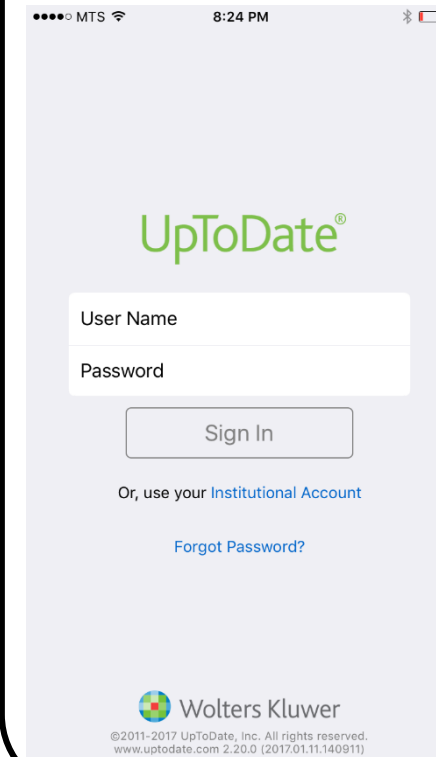 MTS 8:24 PM
UpToDate®
User Name
Password
Sign In
Or, use your Institutional Account
Forgot Password?
Wolters Kluwer
©2011-2017 UpToDate, Inc. All rights reserved.
www.uptodate.com 2.20.0 (2017.01.11.140911)